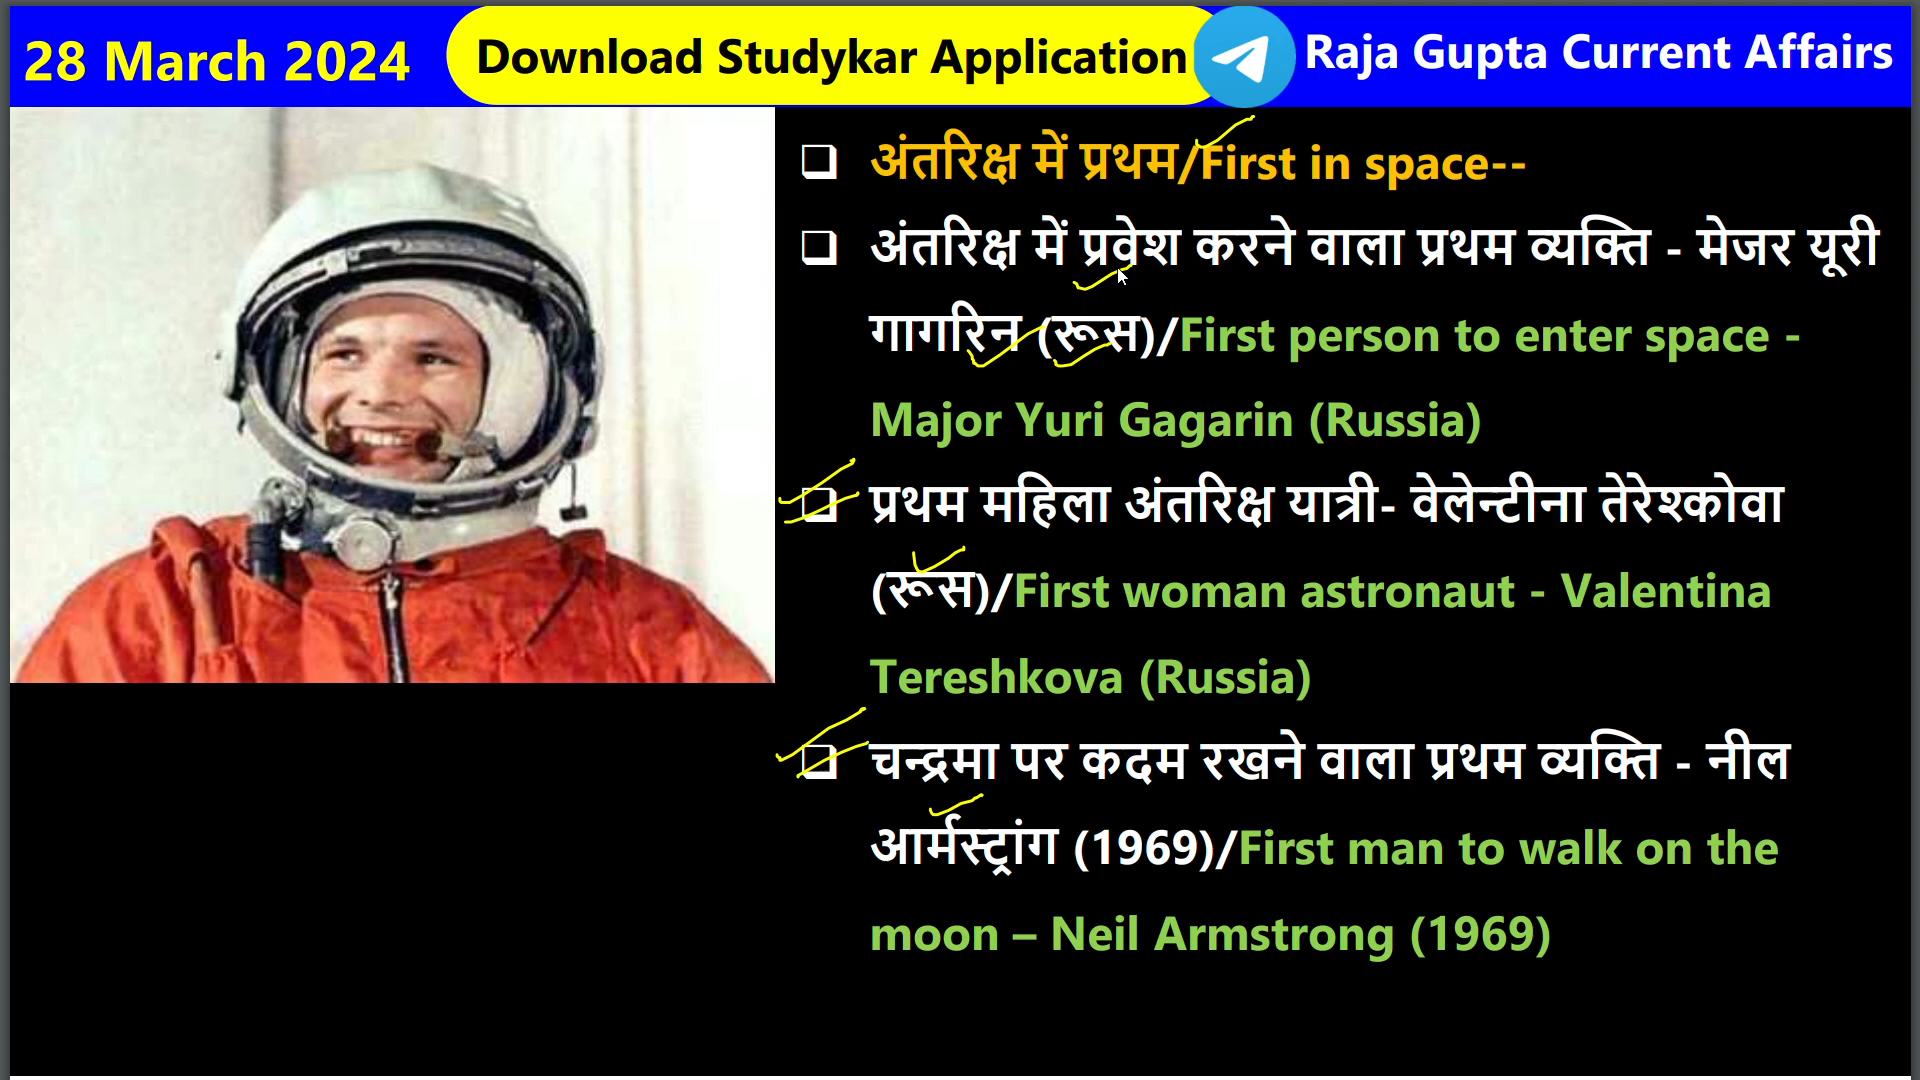 28 March 2024
Download Studykar Application
Raja Gupta Current Affairs
अंतरिक्ष में प्रथम/First in space--
अंतरिक्ष में प्रवेश करने वाला प्रथम व्यक्ति - मेजर यूरी
गागरिन (रूस)/First person to enter space -
Major Yuri Gagarin (Russia)
प्रथम महिला अंतरिक्ष यात्री- वेलेन्टीना तेरेश्कोवा
(रूस)/First woman astronaut - Valentina
Tereshkova (Russia)
चन्द्रमा पर कदम रखने वाला प्रथम व्यक्ति - नील
आर्मस्ट्रांग (1969)/First man to walk on the
moon – Neil Armstrong (1969)